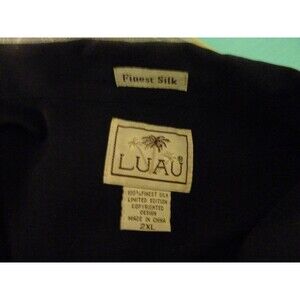 Finest Silk
LUAU®
100% FINEST SILK
LIMITED EDITION
COPYRIGHTED
DESIGN
MADE IN CHINA
2XL